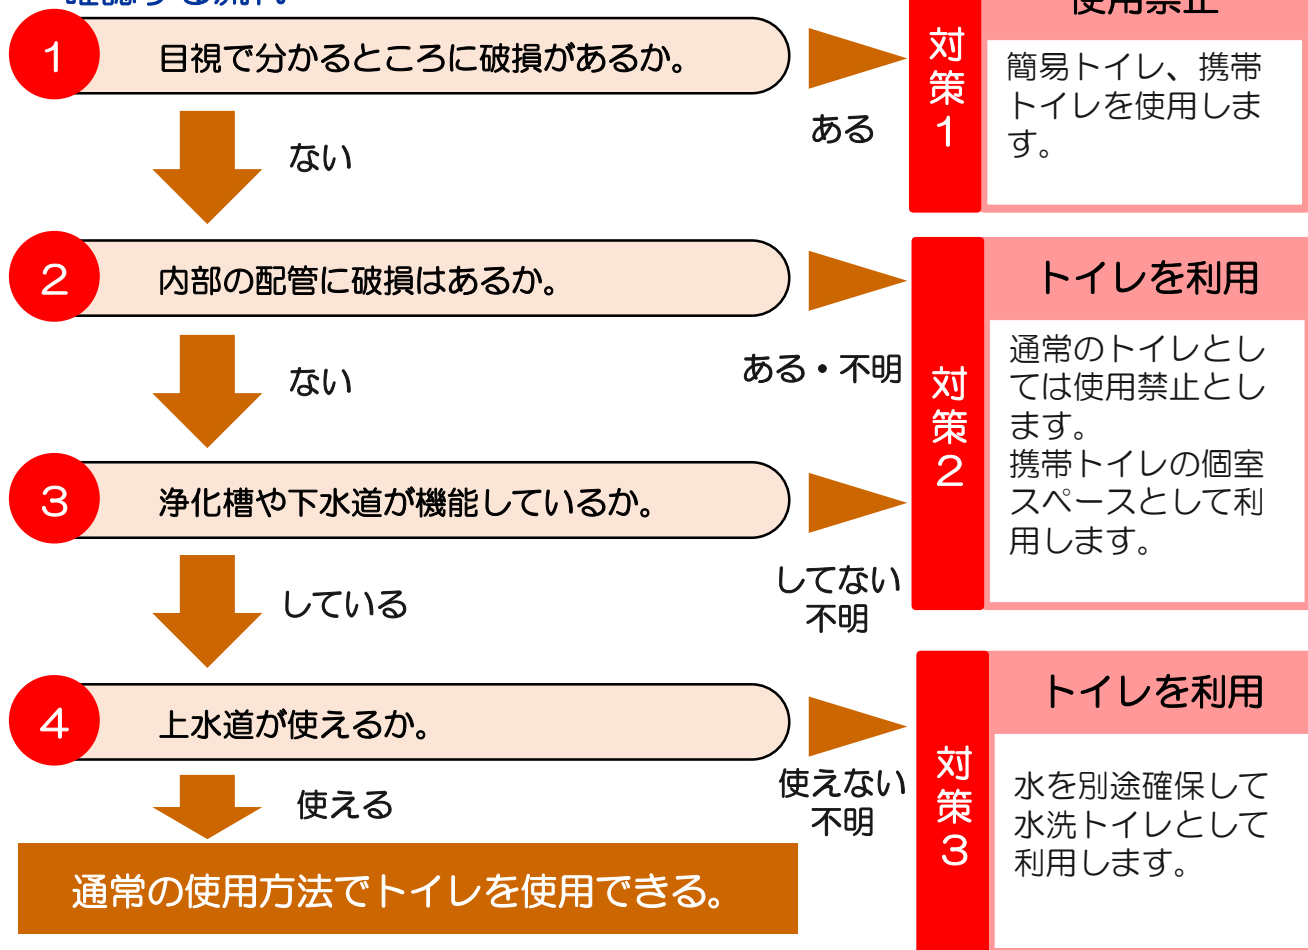 確認する流れ
1
目視で分かるところに破損があるか。
ある
ない
対策1
使用禁止
簡易トイレ、携帯
トイレを使用しま
す。
2
内部の配管に破損はあるか。
ある・不明
ない
3
浄化槽や下水道が機能しているか。
してない
不明
している
対策2
トイレを利用
通常のトイレとし
ては使用禁止とし
ます。
携帯トイレの個室
スペースとして利
用します。
4
上水道が使えるか。
使えない
不明
使える
対策3
トイレを利用
水を別途確保して
水洗トイレとして
利用します。
通常の使用方法でトイレを使用できる。